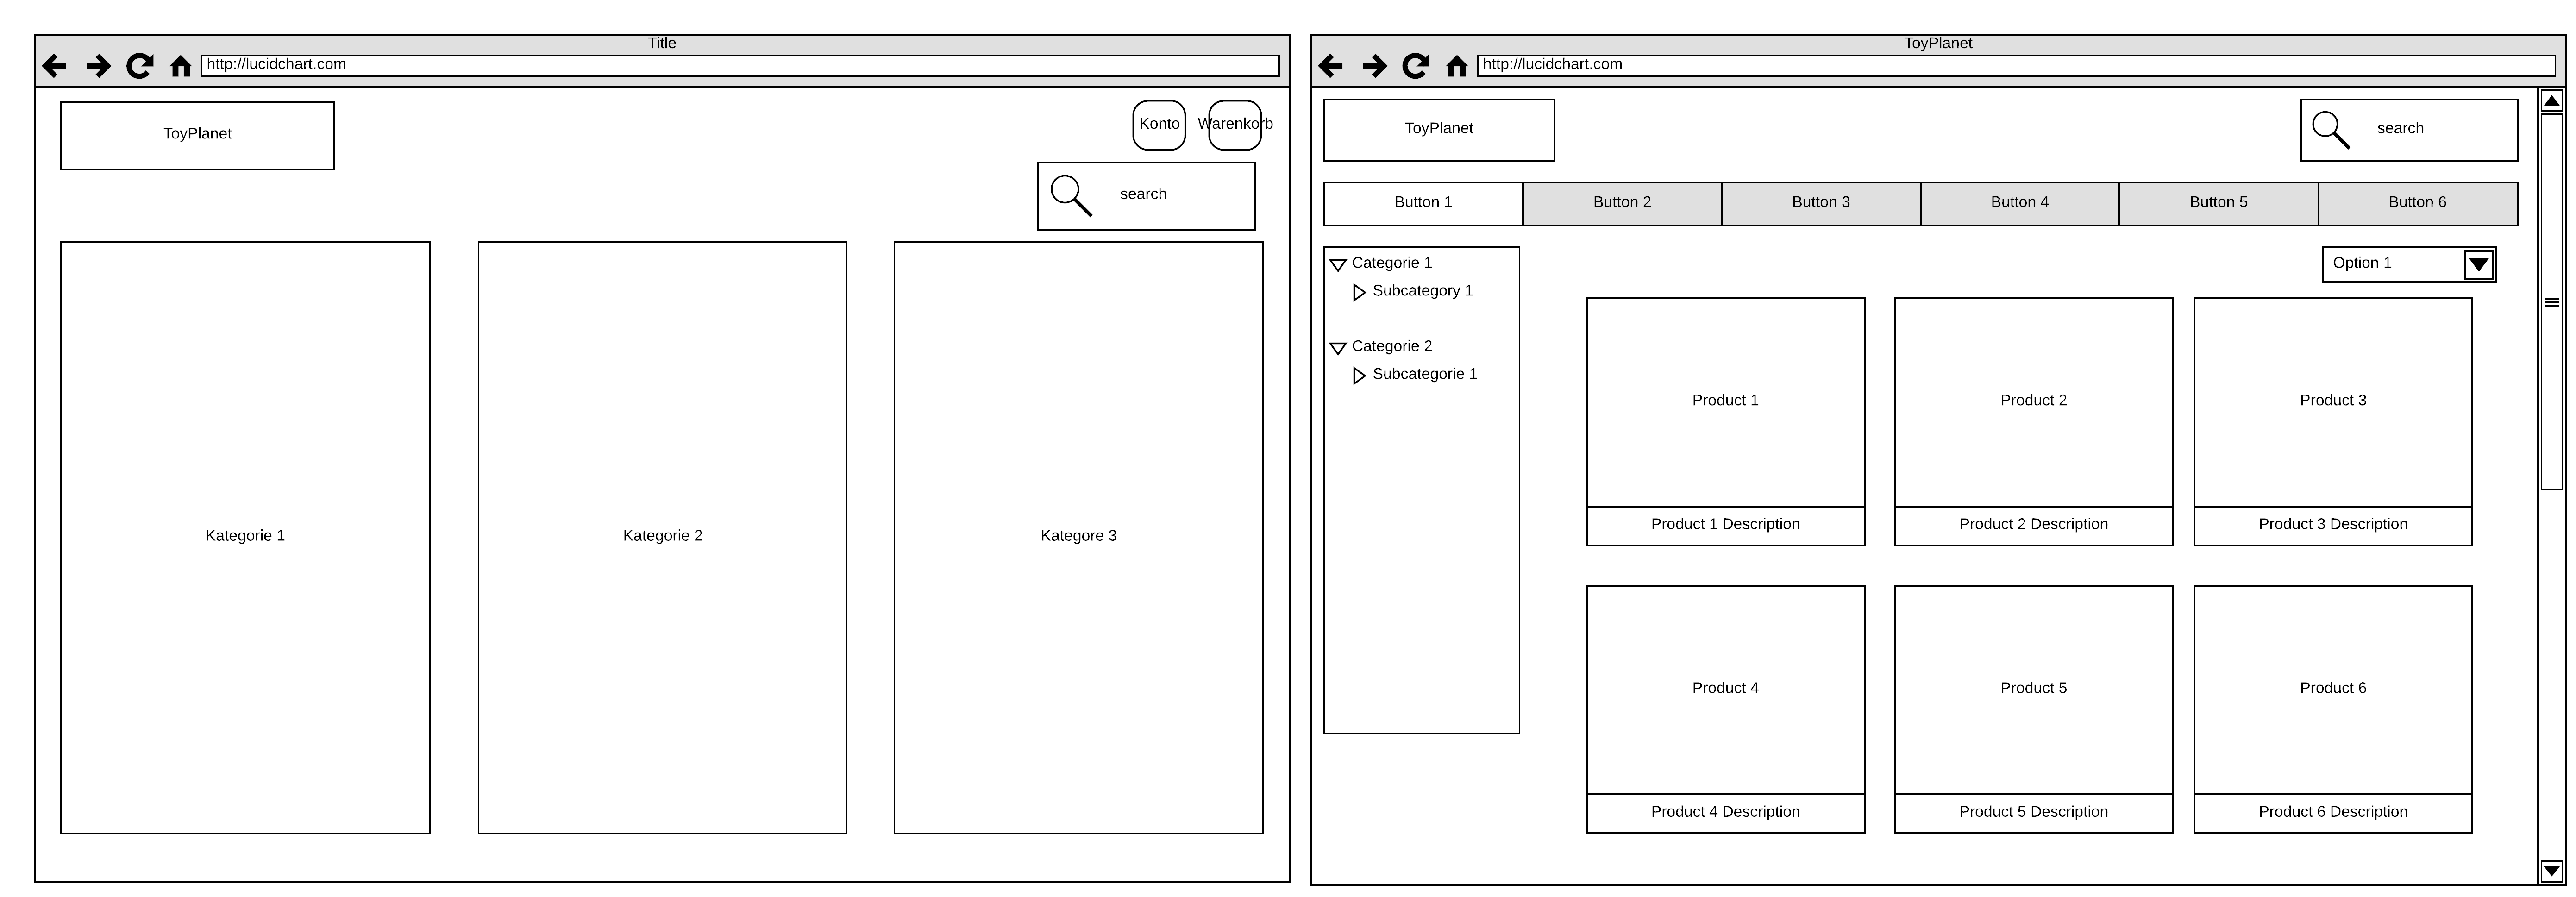 Title
http://lucidchart.com
ToyPlanet
Konto
Warenkorb
search
Kategorie 1
Kategorie 2
Kategore 3
ToyPlanet
http://lucidchart.com
ToyPlanet
search
Button 1
Button 2
Button 3
Button 4
Button 5
Button 6
Categorie 1
Subcategory 1
Categorie 2
Subcategorie 1
Option 1
Product 1
Product 2
Product 3
Product 1 Description
Product 2 Description
Product 3 Description
Product 4
Product 5
Product 6
Product 4 Description
Product 5 Description
Product 6 Description